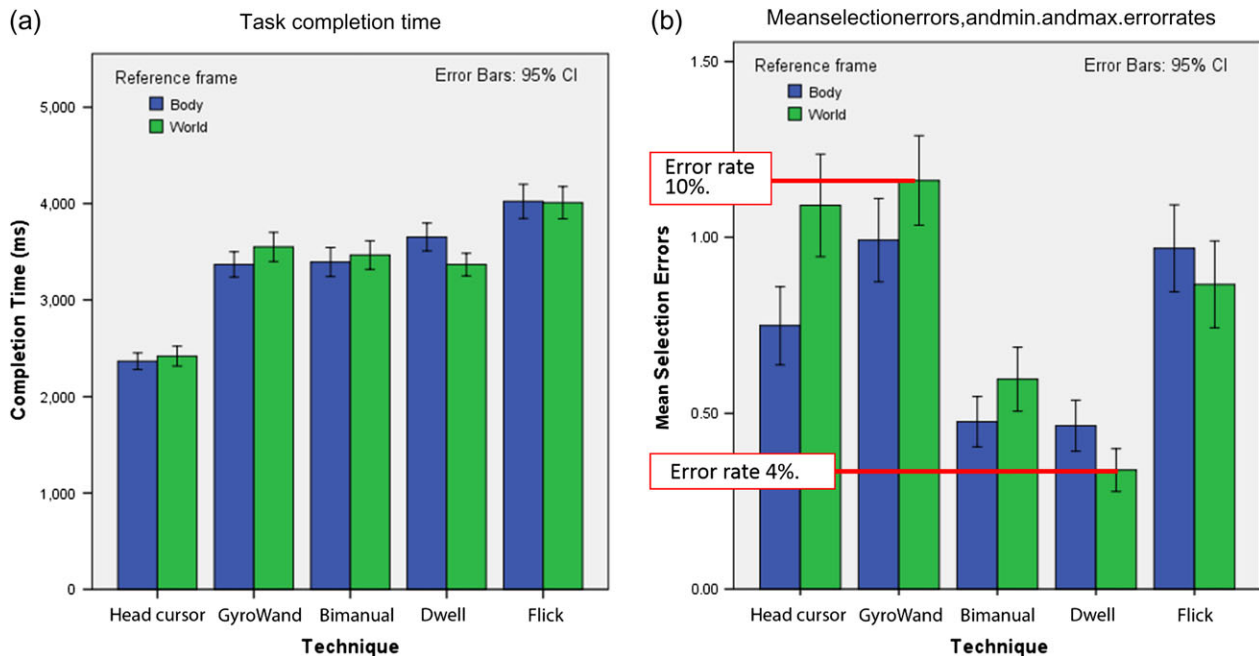 (a)
Task completion time
Reference frame
Body
World
Error Bars: 95% CI
5,000
4,000
3,000
2,000
1,000
0
Completion Time (ms)
Head cursor GyroWand Bimanual Dwell Flick
Technique
(b)
Meanselectionerrors,andmin.andmax.errorrates
Reference frame
Body
World
Error Bars: 95% CI
1.50
1.00
0.50
0.00
Mean Selection Errors
Error rate
10%.
Error rate 4%.
Head cursor GyroWand Bimanual Dwell Flick
Technique